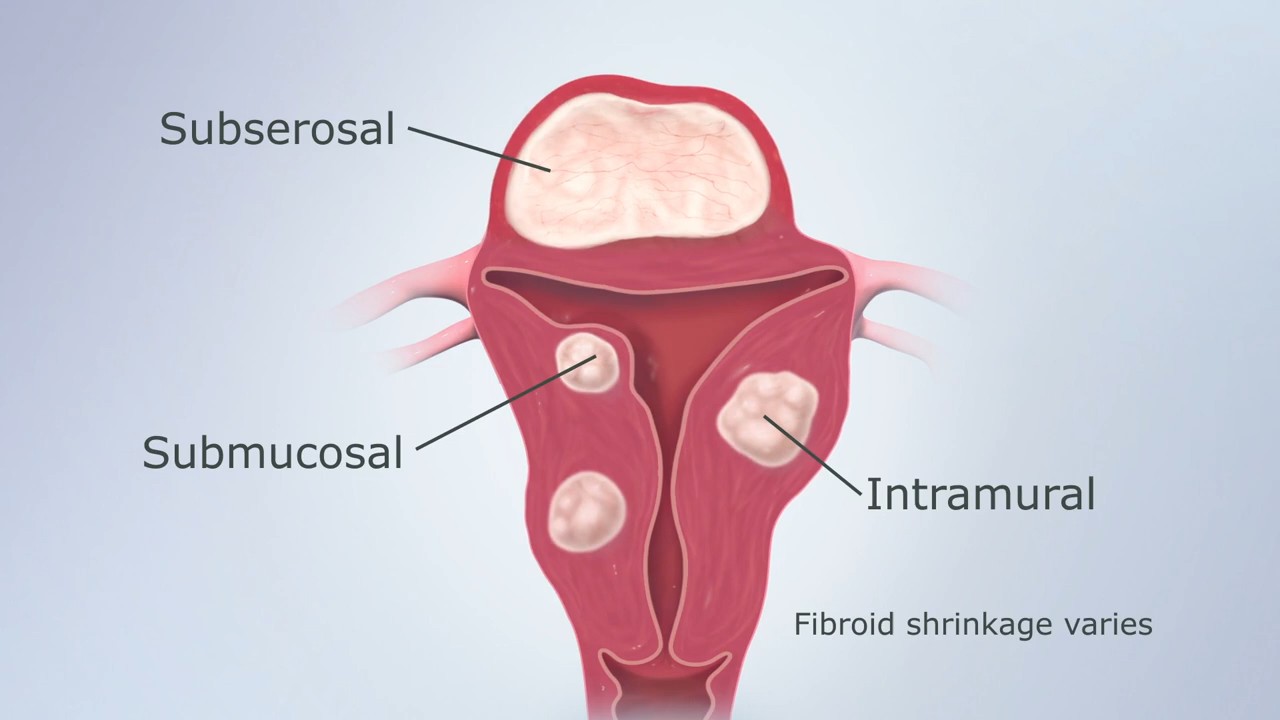 Subserosal
Submucosal
Intramural
Fibroid shrinkage varies